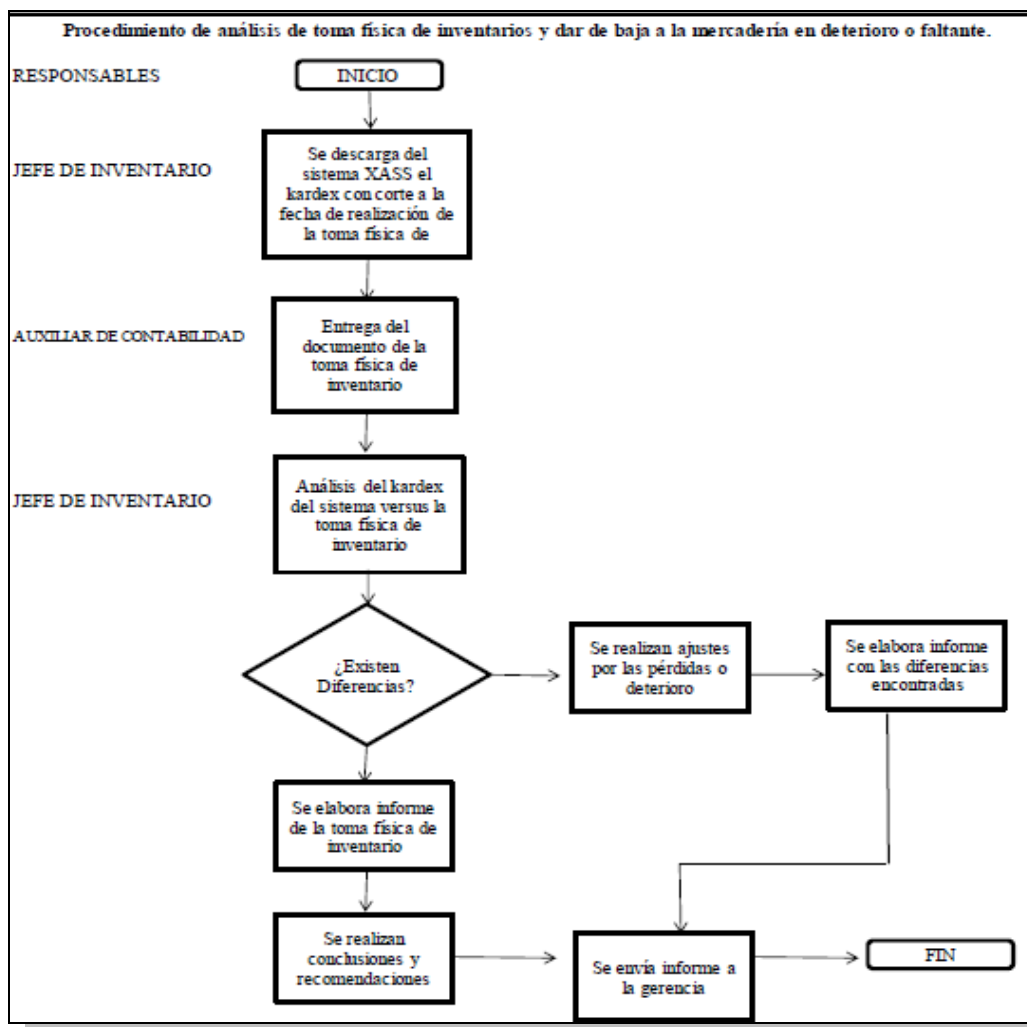 Procedimiento de análisis de toma física de inventarios y dar de baja a la mercadería en deterioro o faltante.
RESPONSABLES
INICIO
JEFE DE INVENTARIO
Se descarga del
sistema XASS el
kardex con corte a la
fecha de realización de
la toma física de
AUXILIAR DE CONTABILIDAD
Entrega del
documento de la
toma física de
inventario
JEFE DE INVENTARIO
Análisis del kardex
del sistema versus la
toma física de
inventario
¿Existen
Diferencias?
Se realizan ajustes
por las pérdidas o
deterioro
Se elabora informe
con las diferencias
encontradas
Se elabora informe
de la toma física de
inventario
Se realizan
conclusiones y
recomendaciones
Se envía informe a
la gerencia
FIN